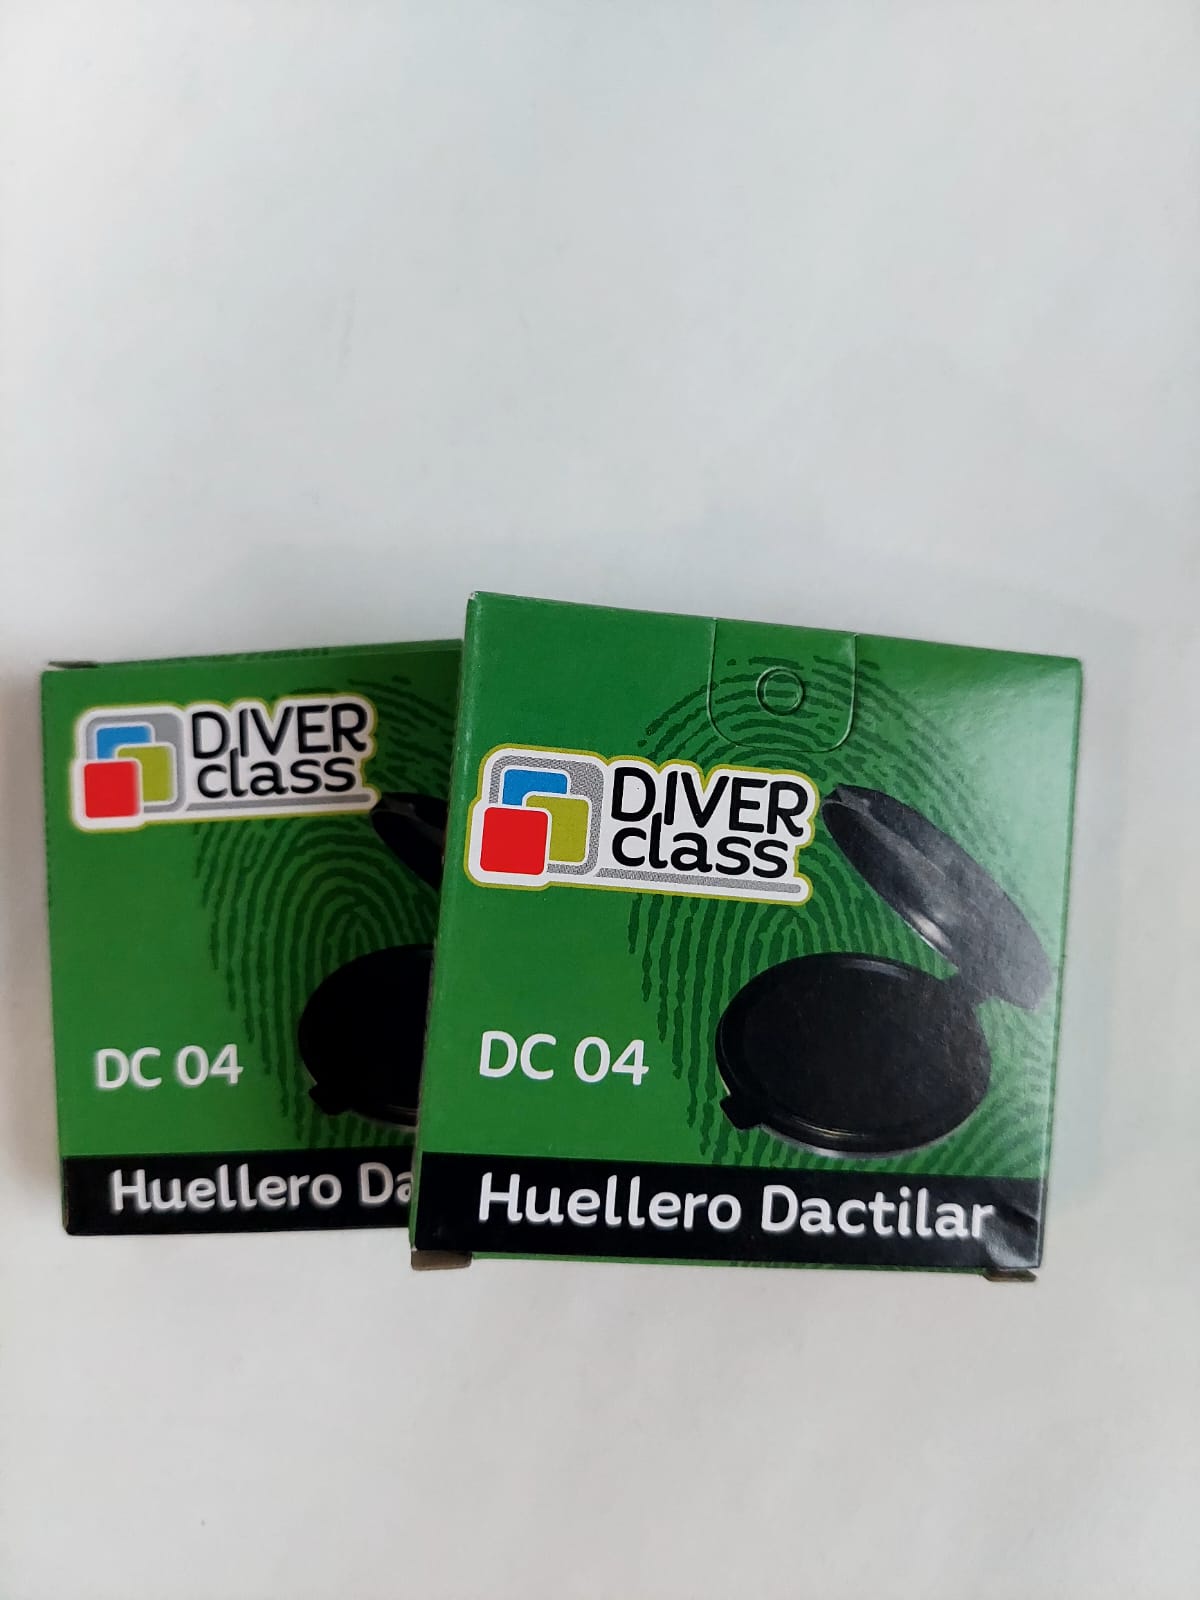 DIVER
class
DC 04
Huellero Da
DIVER
class
DC 04
Huellero Dactilar